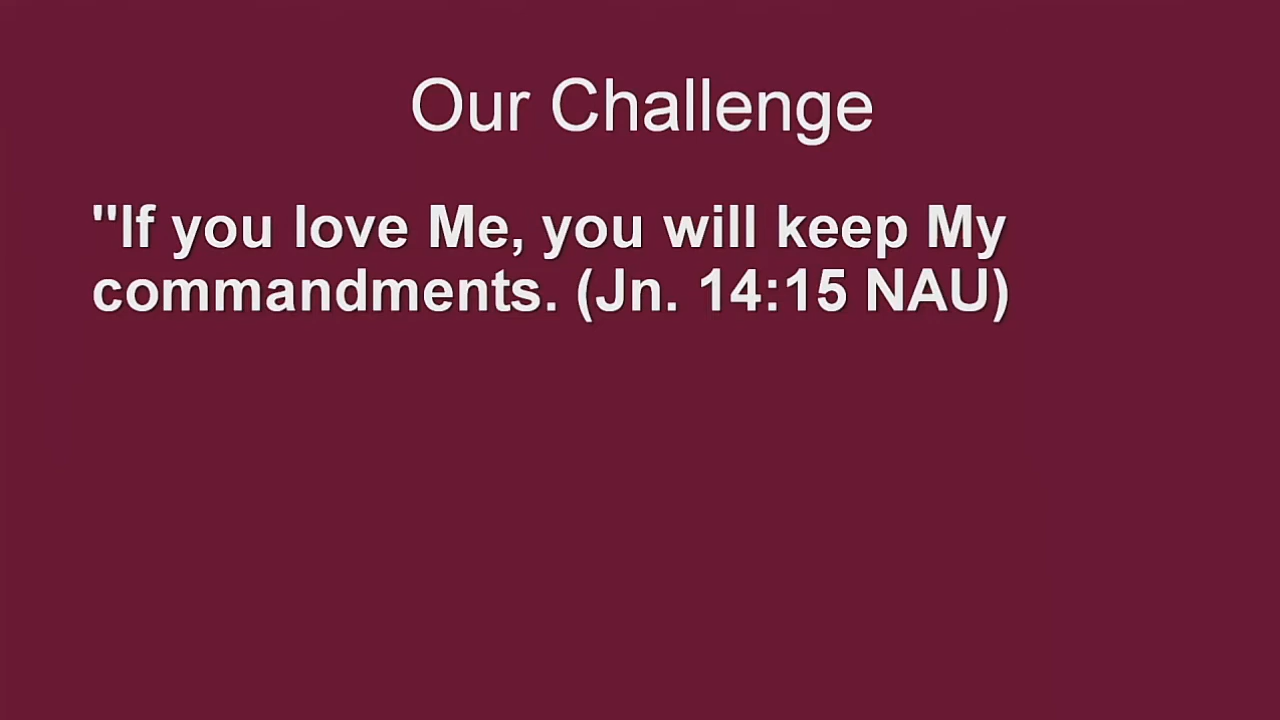 Our Challenge
"If you love Me, you will keep My
commandments. (Jn. 14:15 NAU)